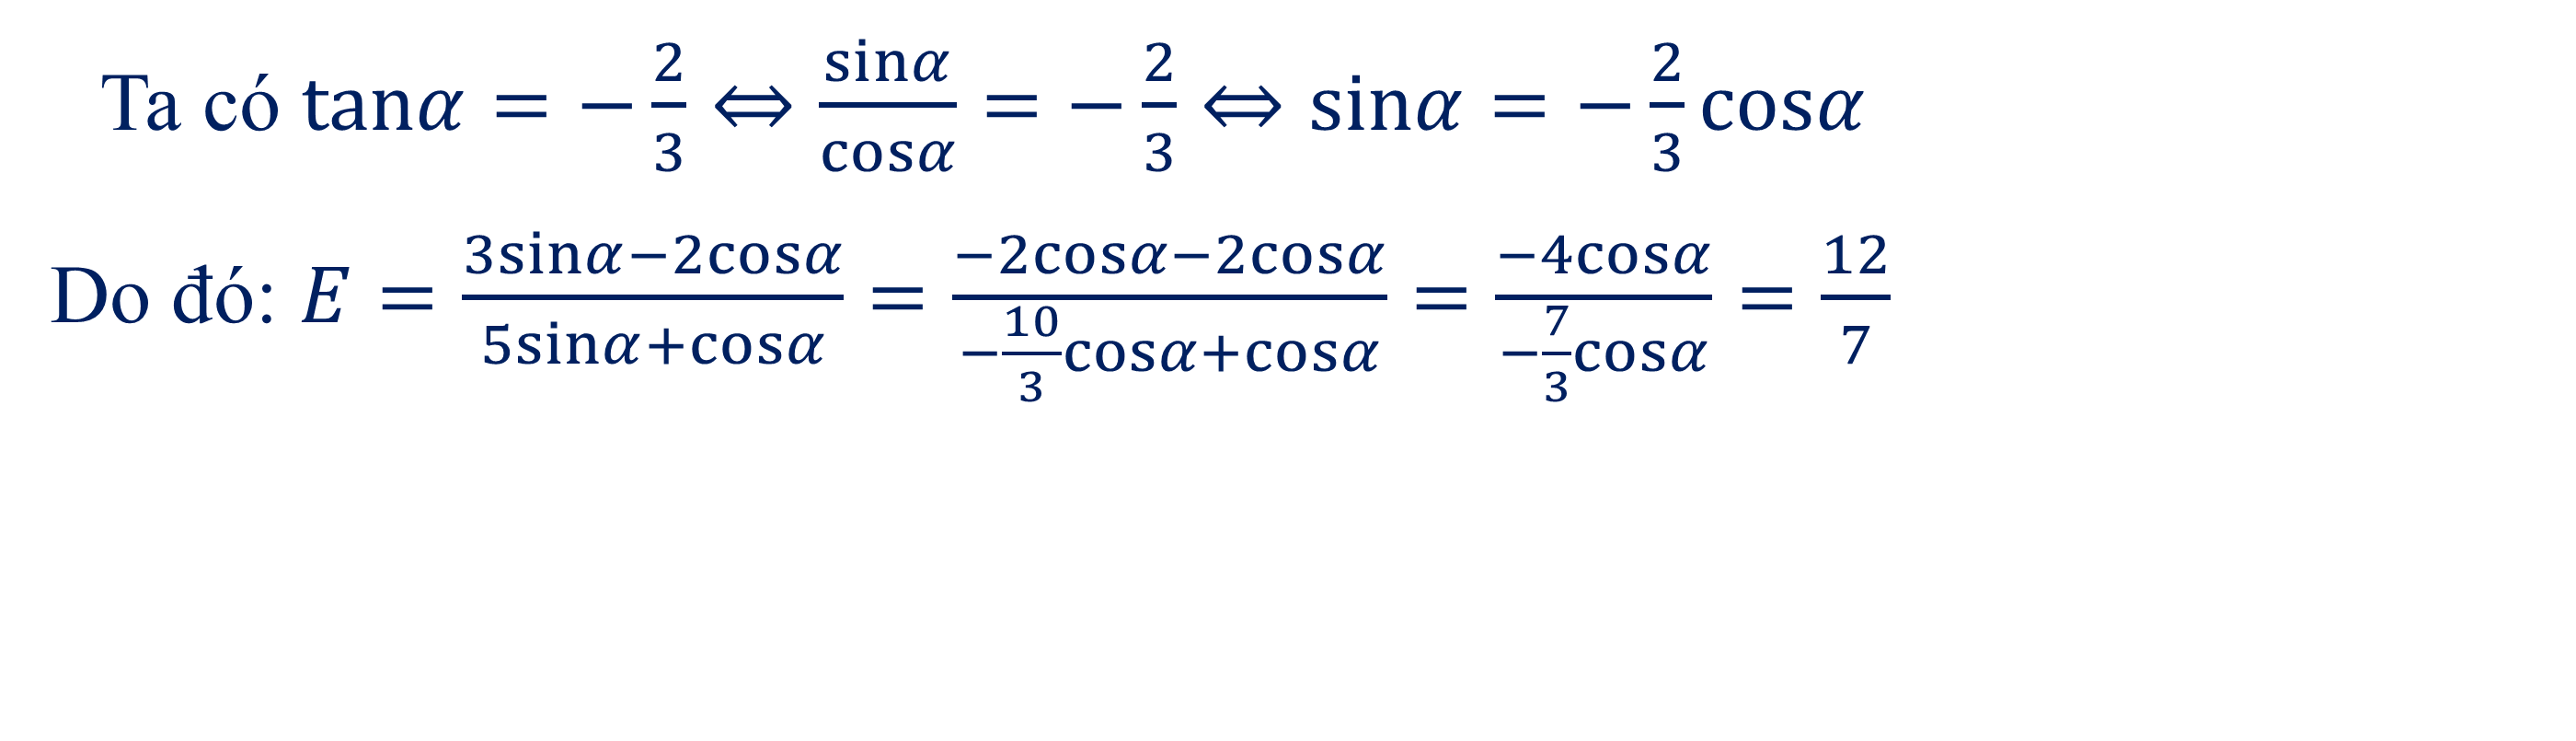 Ta có tan𝛼 = −2/3 ⟺ sin𝛼/cos𝛼 = −2/3 ⟺ sin𝛼 = −2/3 cos𝛼
Do đó: 𝐸 = (3sin𝛼−2cos𝛼)/(5sin𝛼+cos𝛼) = (−2cos𝛼−2cos𝛼)/(−10/3 cos𝛼+cos𝛼) = (−4cos𝛼)/(−7/3 cos𝛼) = 12/7